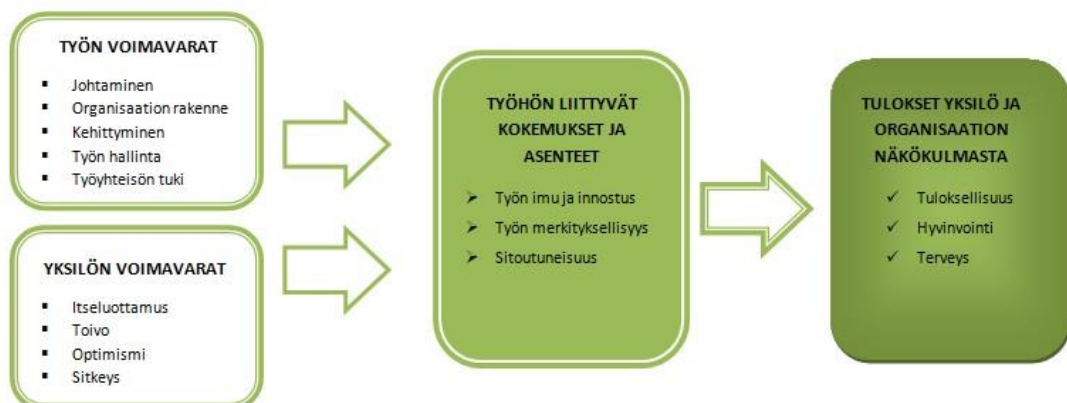 TYÖN VOIMAVARAT
▪ Johtaminen
▪ Organisaation rakenne
▪ Kehittyminen
▪ Työn hallinta
▪ Työyhteisön tuki
YKSILÖN VOIMAVARAT
▪ Itseluottamus
▪ Toivo
▪ Optimismi
▪ Sitkeys
TYÖHÖN LIITTYVÄT
KOKEMUKSET JA
ASENTEET
➤ Työn imu ja innostus
➤ Työn merkityksellisyys
➤ Sitoutuneisuus
TULOKSET YKSILÖ JA
ORGANISAATION
NÄKÖKULMASTA
✓ Tuloksellisuus
✓ Hyvinvointi
✓ Terveys